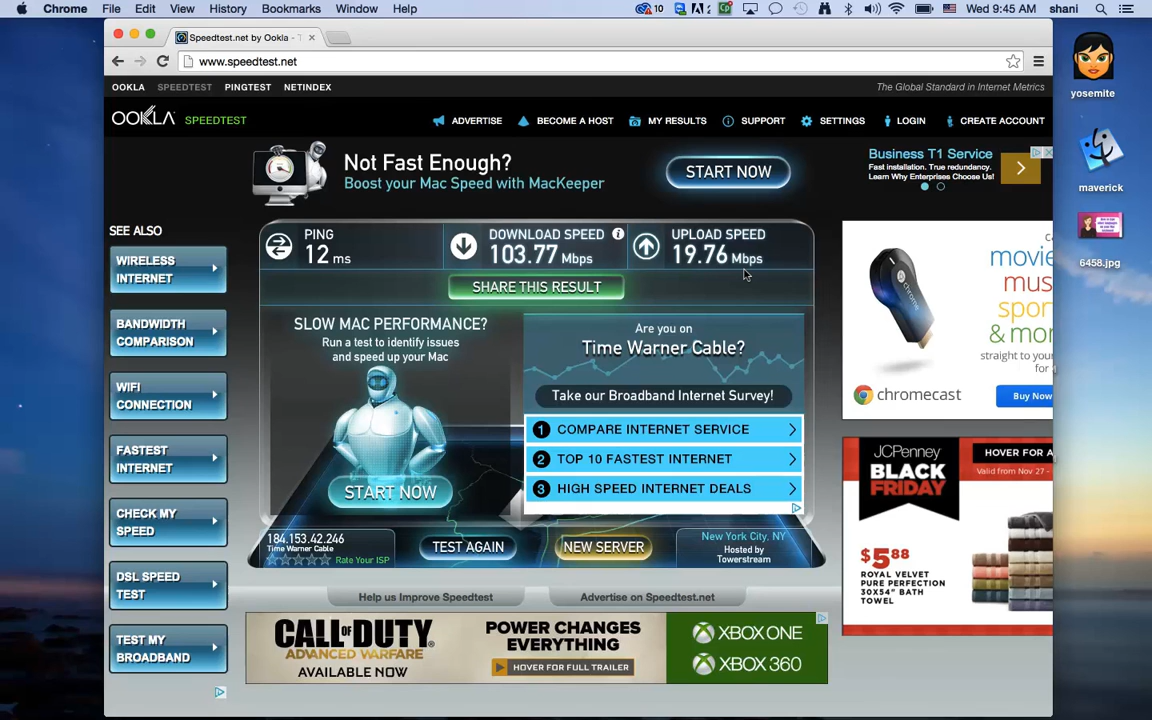 Chrome File Edit View History Bookmarks Window Help
10
Wed 9:45 AM shani
Speedtest.net by Ookla -
www.speedtest.net
OOKLA SPEEDTEST PINGTEST NETINDEX
The Global Standard in Internet Metrics
OOKLA SPEEDTEST
ADVERTISE BECOME A HOST MY RESULTS SUPPORT SETTINGS LOGIN CREATE ACCOUNT
Not Fast Enough?
Boost your Mac Speed with MacKeeper
START NOW
Business T1 Service
Fast installation. True redundancy.
Learn Why Enterprises Choose Us!
SEE ALSO
WIRELESS
INTERNET
BANDWIDTH
COMPARISON
WIFI
CONNECTION
FASTEST
INTERNET
CHECK MY
SPEED
DSL SPEED
TEST
TEST MY
BROADBAND
PING
12 ms
DOWNLOAD SPEED
103.77 Mbps
UPLOAD SPEED
19.76 Mbps
SHARE THIS RESULT
SLOW MAC PERFORMANCE?
Run a test to identify issues
and speed up your Mac
START NOW
Are you on
Time Warner Cable?
Take our Broadband Internet Survey!
1 COMPARE INTERNET SERVICE
2 TOP 10 FASTEST INTERNET
3 HIGH SPEED INTERNET DEALS
184.153.42.246
Time Warner Cable
Rate Your ISP
TEST AGAIN
NEW SERVER
New York City, NY
Hosted by
Towerstream
Help us Improve Speedtest
Advertise on Speedtest.net
CALL OF DUTY
ADVANCED WARFARE
AVAILABLE NOW
POWER CHANGES
EVERYTHING
HOVER FOR FULL TRAILER
XBOX ONE
XBOX 360
chrome
movie
mus
spor
& mor
straight to your
for
chromecast
Buy Now
JCPenney
BLACK
FRIDAY
HOVER FOR A
Valid from Nov 27 -
$5.88
ROYAL VELVET
PURE PERFECTION
30X54" BATH
TOWEL
yosemite
maverick
6458.jpg